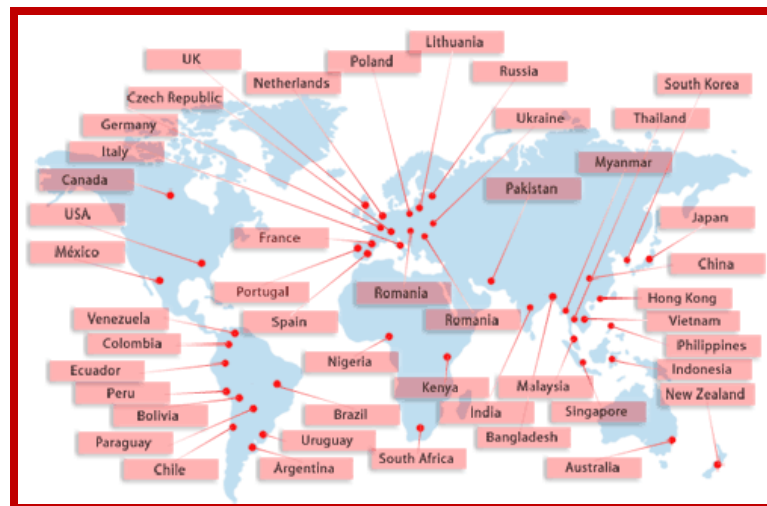 Lithuania
UK
Poland
Russia
Netherlands
South Korea
Czech Republic
Germany
Ukraine
Thailand
Italy
Myanmar
Canada
Pakistan
USA
Japan
France
México
China
Portugal
Romania
Hong Kong
Venezuela
Spain
Romania
Vietnam
Colombia
Philippines
Nigeria
Ecuador
Indonesia
Peru
Kenya
Malaysia
New Zealand
Bolivia
Brazil
India
Singapore
Paraguay
Uruguay
Bangladesh
South Africa
Chile
Argentina
Australia